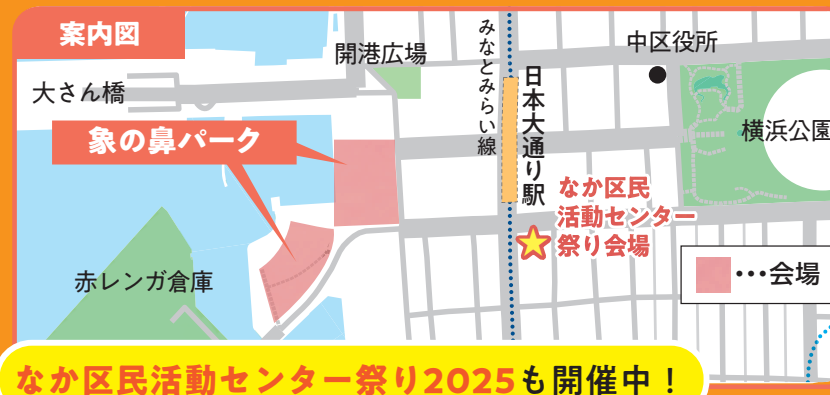 案内図
開港広場
みなとみらい線
中区役所
大さん橋
日本大通り駅
横浜公園
象の鼻パーク
なか区民
活動センター
祭り会場
赤レンガ倉庫
…会場
なか区民活動センター祭り2025も開催中！